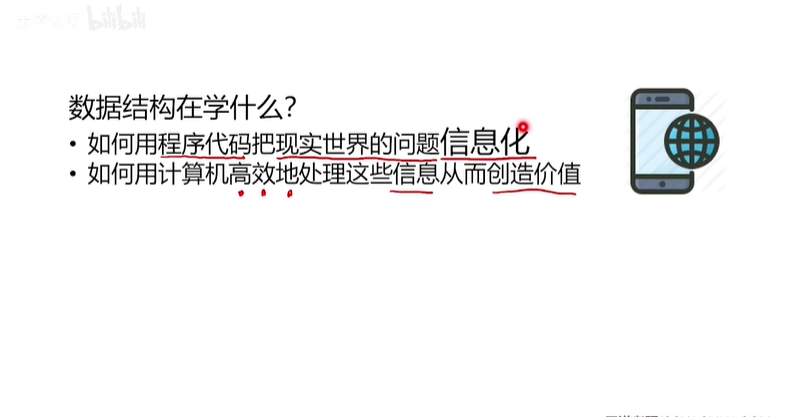 bilibili
数据结构在学什么？
• 如何用程序代码把现实世界的问题信息化
• 如何用计算机高效地处理这些信息从而创造价值